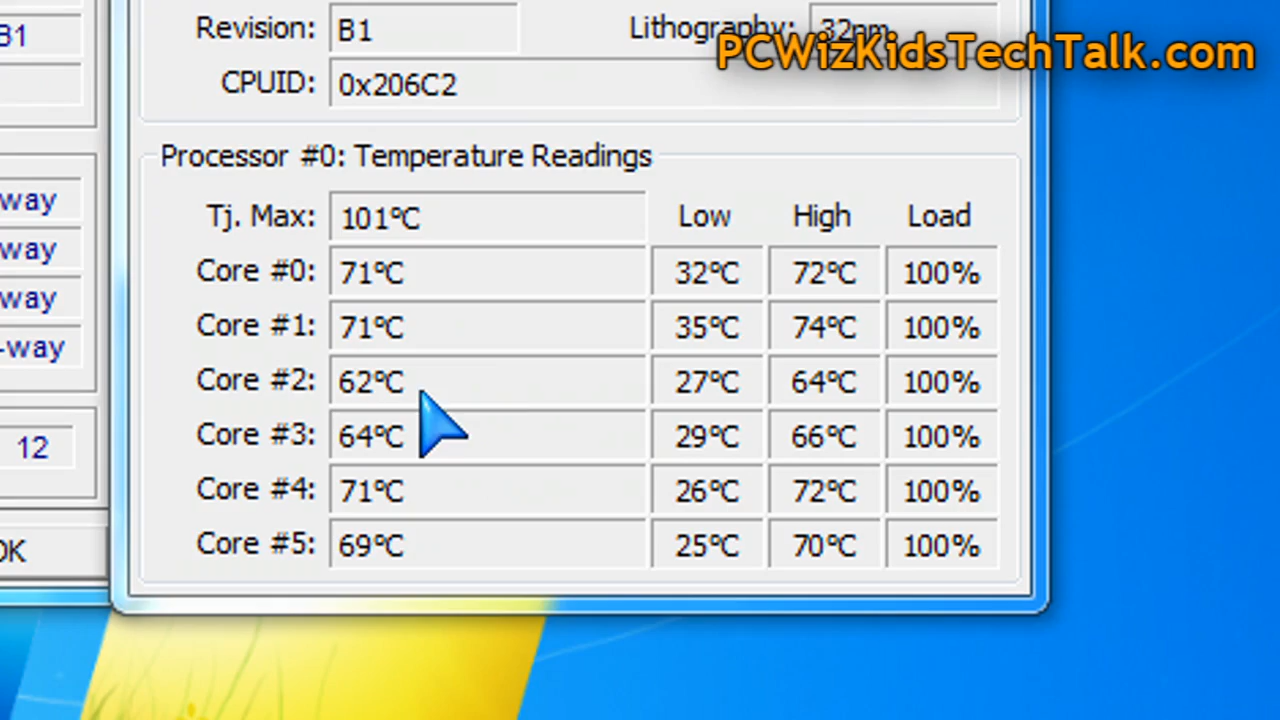 B1
Revision: B1 Lithography: 32nm
PCWizKidsTechTalk.com
CPUID: 0x206C2
Processor #0: Temperature Readings
way
Tj. Max: 101°C Low High Load
way
Core #0: 71°C 32°C 72°C 100%
way
Core #1: 71°C 35°C 74°C 100%
-way
Core #2: 62°C 27°C 64°C 100%
Core #3: 64°C 29°C 66°C 100%
12
Core #4: 71°C 26°C 72°C 100%
Core #5: 69°C 25°C 70°C 100%
OK